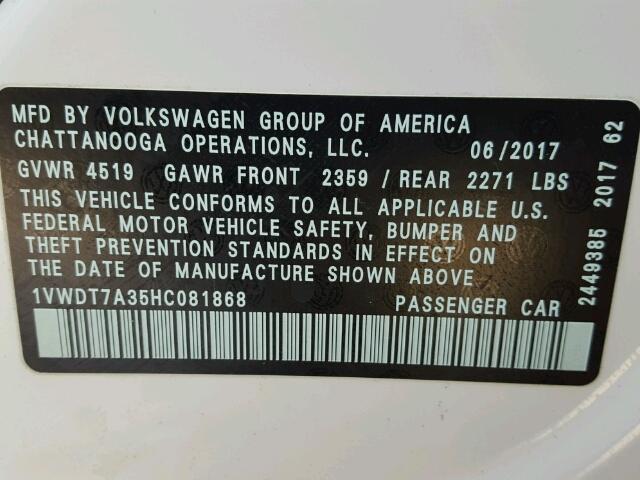 MFD BY VOLKSWAGEN GROUP OF AMERICA
CHATTANOOGA OPERATIONS, LLC. 06/2017
GVWR 4519 GAWR FRONT 2359 / REAR 2271 LBS
THIS VEHICLE CONFORMS TO ALL APPLICABLE U.S.
FEDERAL MOTOR VEHICLE SAFETY, BUMPER AND
THEFT PREVENTION STANDARDS IN EFFECT ON
THE DATE OF MANUFACTURE SHOWN ABOVE
1VWDT7A35HC081868 PASSENGER CAR
2449385 2017 62